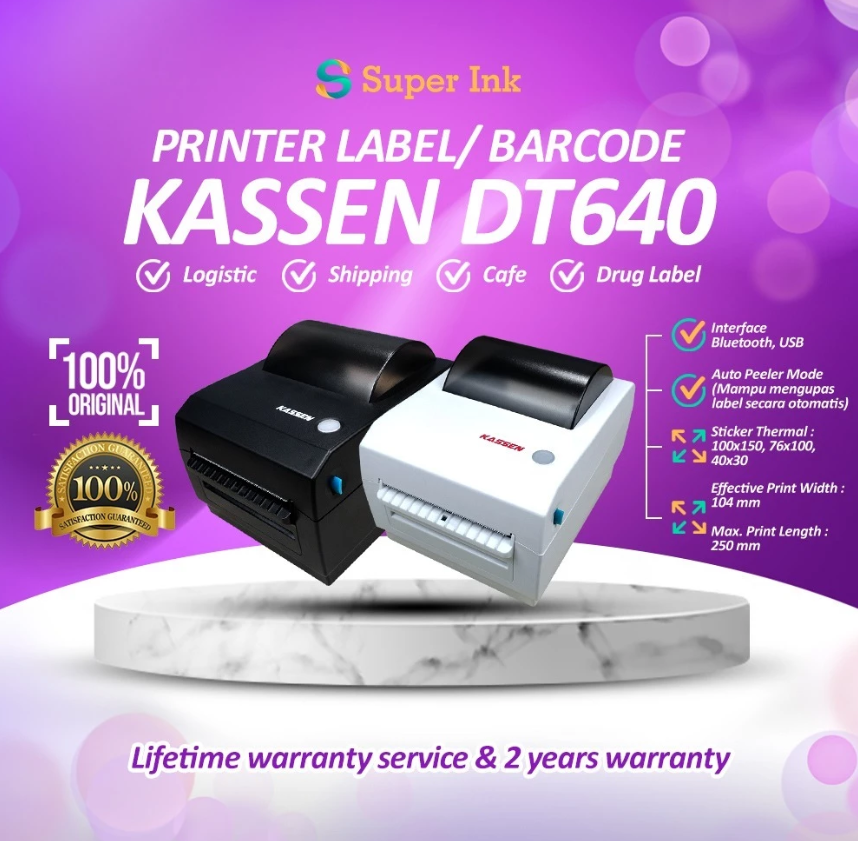 Super Ink
PRINTER LABEL/ BARCODE
KASSEN DT640
Logistic
Shipping
Cafe
Drug Label
100%
ORIGINAL
SATISFACTION GUARANTEED
100%
SATISFACTION GUARANTEED
KASSEN
KASSEN
Interface
Bluetooth, USB
Auto Peeler Mode
(Mampu mengupas
label secara otomatis)
Sticker Thermal :
100x150, 76x100,
40x30
Effective Print Width :
104 mm
Max. Print Length :
250 mm
Lifetime warranty service & 2 years warranty